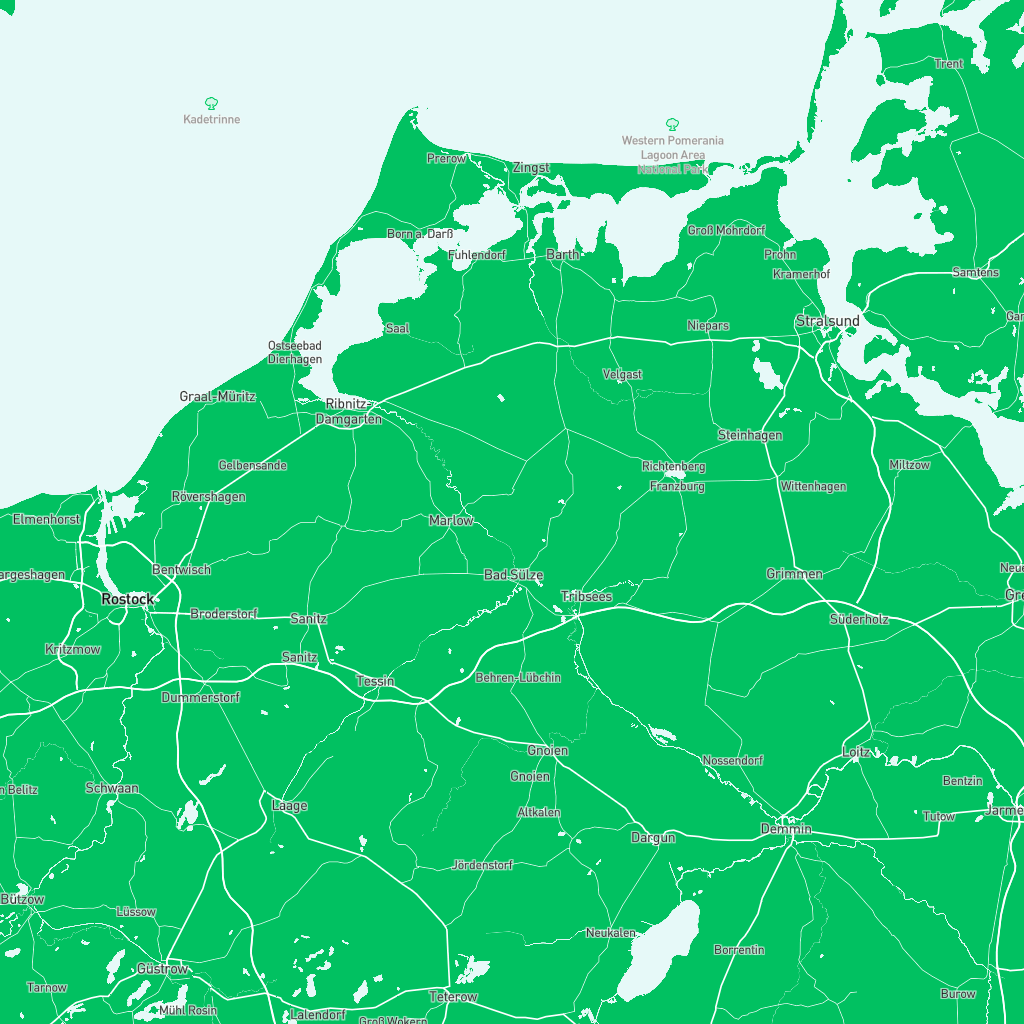 Trent
Kadetrinne
Western Pomerania
Lagoon Area
National Park
Prerow
Zingst
Born a. Darß
Groß Mohrdorf
Fuhlendorf
Barth
Prohn
Kramerhof
Samtens
Gar
Stralsund
Saal
Niepars
Ostseebad
Dierhagen
Velgast
Graal-Müritz
Ribnitz-
Damgarten
Steinhagen
Gelbensande
Richtenberg
Miltzow
Franzburg
Wittenhagen
Rövershagen
Elmenhorst
Marlow
Bentwisch
argeshagen
Bad Sülze
Grimmen
Neue
Rostock
Tribsees
Gre
Broderstorf
Sanitz
Süderholz
Kritzmow
Sanitz
Tessin
Behren-Lübchin
Dummerstorf
Gnoien
Loitz
Nossendorf
Gnoien
Bentzin
n Belitz
Schwaan
Laage
Altkalen
Tutow
Jarme
Demmin
Dargun
Jördenstorf
Bützow
Lüssow
Neukalen
Borrentin
Güstrow
Tarnow
Teterow
Burow
Mühl Rosin
Lalendorf
Groß Wokern